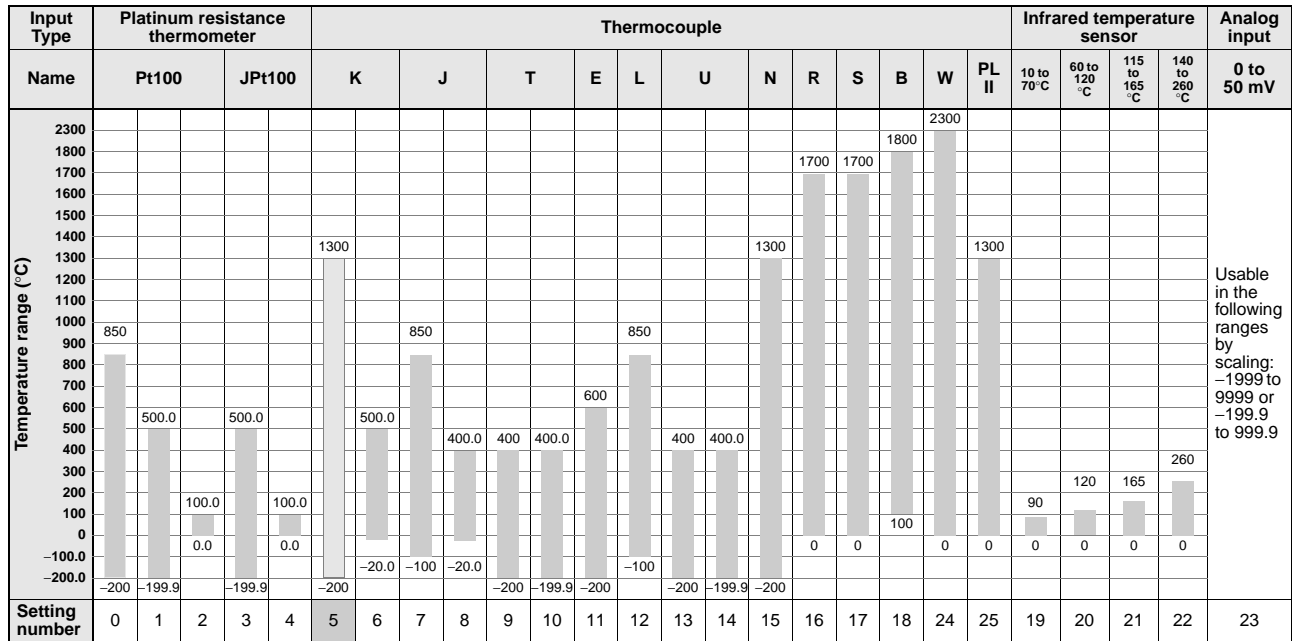 Input Type
Platinum resistance thermometer
Thermocouple
Infrared temperature sensor
Analog input
Name
Pt100
JPt100
K
J
T
E
L
U
N
R
S
B
W
PL II
10 to 70°C
60 to 120 °C
115 to 165 °C
140 to 260 °C
0 to 50 mV
Temperature range (°C)
2300
1800
1700
1600
1500
1400
1300
1200
1100
1000
900
800
700
600
500
400
300
200
100
0
−100.0
−200.0
850
−200
500.0
−199.9
100.0
0.0
500.0
−199.9
100.0
0.0
1300
−200
500.0
−20.0
850
−100
400.0
−20.0
400
−200
400.0
−199.9
600
−200
850
−100
400
−200
400.0
−199.9
1300
−200
1700
0
1700
0
1800
100
2300
0
1300
0
90
0
120
0
165
0
260
0
Usable
in the
following
ranges
by
scaling:
−1999 to
9999 or
−199.9
to 999.9
Setting number
0 1 2 3 4 5 6 7 8 9 10 11 12 13 14 15 16 17 18 24 25 19 20 21 22 23